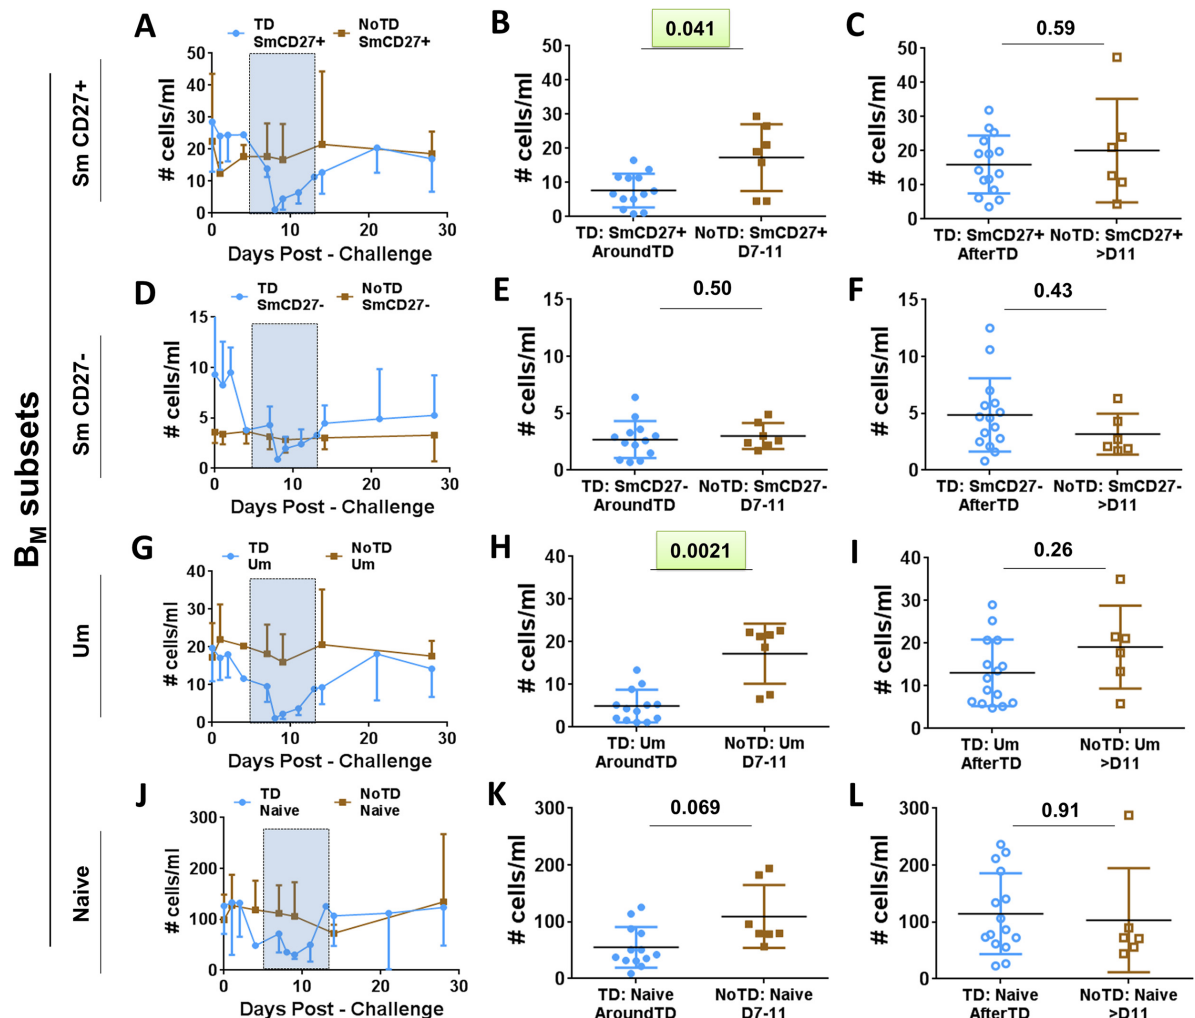 B_M subsets
Sm CD27+
A
TD SmCD27+
NoTD SmCD27+
# cells/ml
50
40
30
20
10
0
0 10 20 30
Days Post - Challenge
B
0.041
# cells/ml
50
40
30
20
10
0
TD: SmCD27+ NoTD: SmCD27+
AroundTD D7-11
C
0.59
# cells/ml
50
40
30
20
10
0
TD: SmCD27+ NoTD: SmCD27+
AfterTD >D11
Sm CD27-
D
TD SmCD27-
NoTD SmCD27-
# cells/ml
15
10
5
0
0 10 20 30
Days Post - Challenge
E
0.50
# cells/ml
15
10
5
0
TD: SmCD27- NoTD: SmCD27-
AroundTD D7-11
F
0.43
# cells/ml
15
10
5
0
TD: SmCD27- NoTD: SmCD27-
AfterTD >D11
Um
G
TD Um
NoTD Um
# cells/ml
40
30
20
10
0
0 10 20 30
Days Post - Challenge
H
0.0021
# cells/ml
40
30
20
10
0
TD: Um NoTD: Um
AroundTD D7-11
I
0.26
# cells/ml
40
30
20
10
0
TD: Um NoTD: Um
AfterTD >D11
Naive
J
TD Naive
NoTD Naive
# cells/ml
300
200
100
0
0 10 20 30
Days Post - Challenge
K
0.069
# cells/ml
300
200
100
0
TD: Naive NoTD: Naive
AroundTD D7-11
L
0.91
# cells/ml
300
200
100
0
TD: Naive NoTD: Naive
AfterTD >D11